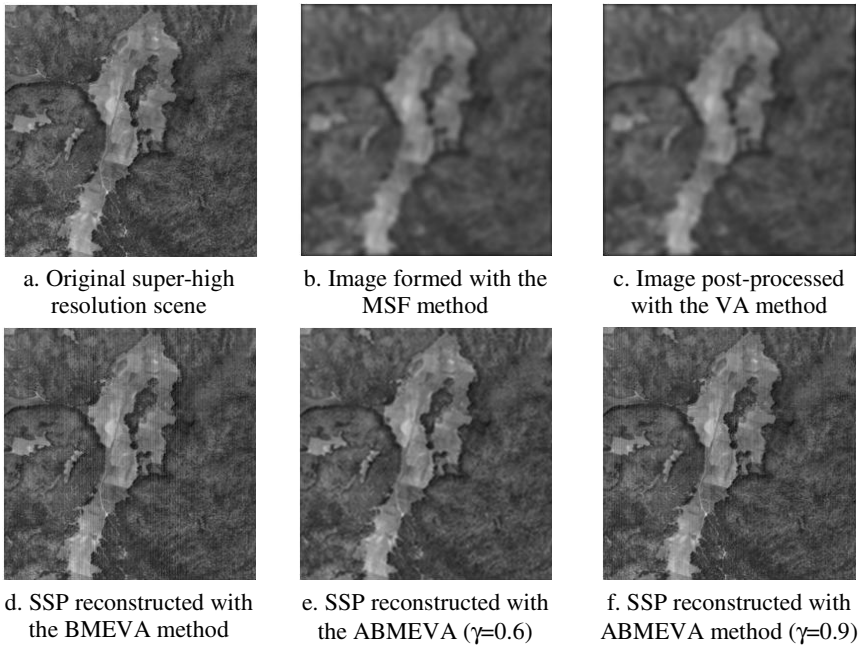 a. Original super-high
resolution scene
b. Image formed with the
MSF method
c. Image post-processed
with the VA method
d. SSP reconstructed with
the BMEVA method
e. SSP reconstructed with
the ABMEVA (γ=0.6)
f. SSP reconstructed with
ABMEVA method (γ=0.9)